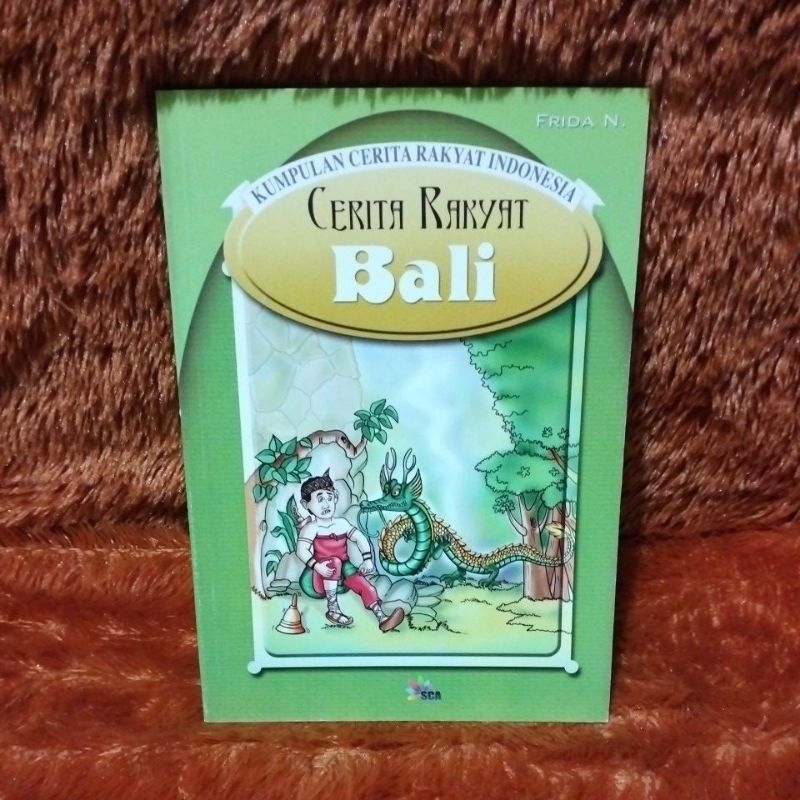 FRIDA N.
KUMPULAN CERITA RAKYAT INDONESIA
CERITA RAKYAT
Bali
SCA